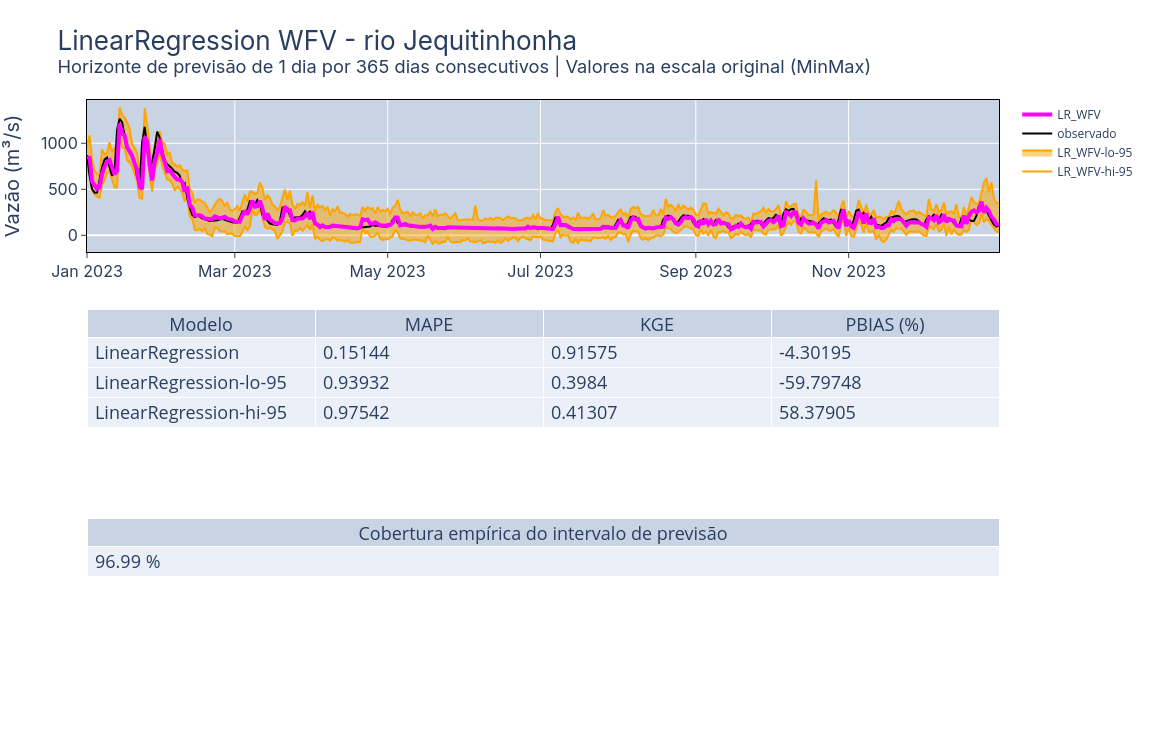 LinearRegression WFV - rio Jequitinhonha
Horizonte de previsão de 1 dia por 365 dias consecutivos | Valores na escala original (MinMax)
Vazão (m³/s)
1000
500
0
Jan 2023
Mar 2023
May 2023
Jul 2023
Sep 2023
Nov 2023
LR_WFV
observado
LR_WFV-lo-95
LR_WFV-hi-95
Modelo MAPE KGE PBIAS (%)
LinearRegression 0.15144 0.91575 -4.30195
LinearRegression-lo-95 0.93932 0.3984 -59.79748
LinearRegression-hi-95 0.97542 0.41307 58.37905
Cobertura empírica do intervalo de previsão
96.99 %